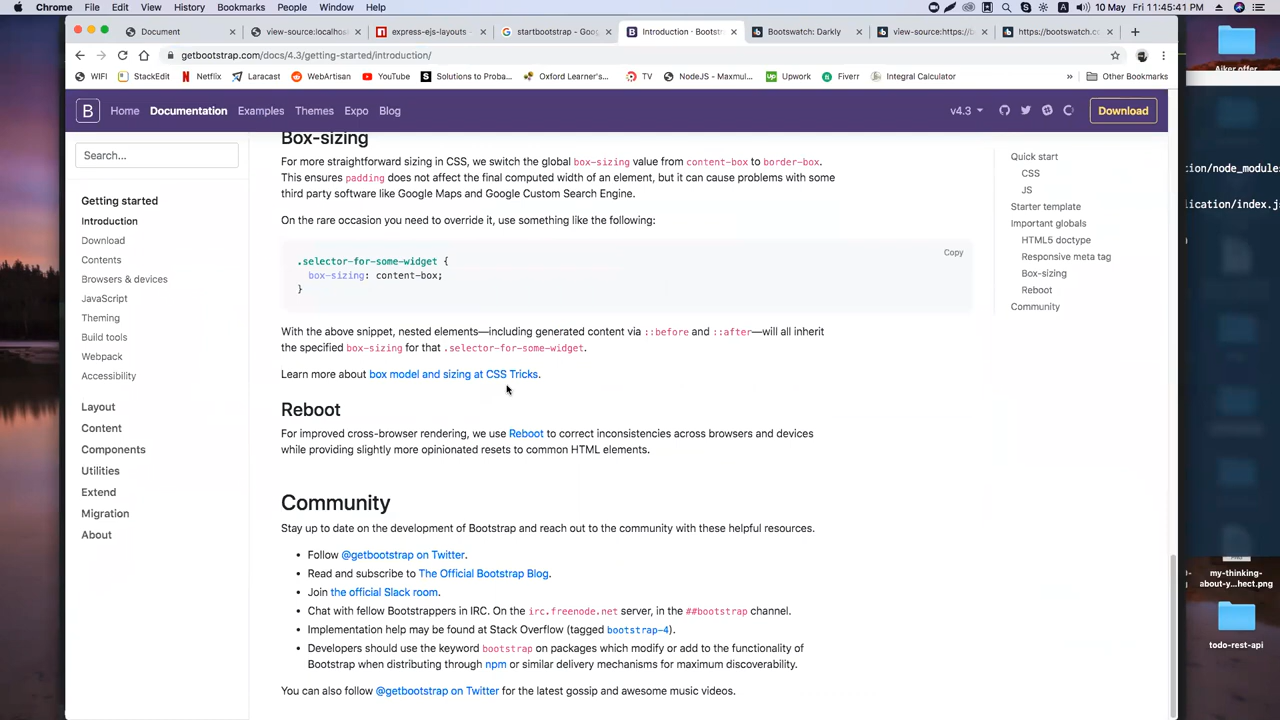 Chrome File Edit View History Bookmarks People Window Help 10 May Fri 11:45:41
Document view-source:localhos express-ejs-layouts startbootstrap - Goog Introduction · Bootstr Bootswatch: Darkly view-source:https://b https://bootswatch.co
getbootstrap.com/docs/4.3/getting-started/introduction/
WIFI StackEdit Netflix Laracast WebArtisan YouTube Solutions to Proba... Oxford Learner's... TV NodeJS - Maxmul... Upwork Fiverr Integral Calculator » Other Bookmarks
B Home Documentation Examples Themes Expo Blog v4.3 Download
Search...
Getting started
Introduction
Download
Contents
Browsers & devices
JavaScript
Theming
Build tools
Webpack
Accessibility
Layout
Content
Components
Utilities
Extend
Migration
About
Box-sizing
For more straightforward sizing in CSS, we switch the global box-sizing value from content-box to border-box.
This ensures padding does not affect the final computed width of an element, but it can cause problems with some
third party software like Google Maps and Google Custom Search Engine.
On the rare occasion you need to override it, use something like the following:
Copy
.selector-for-some-widget {
box-sizing: content-box;
}
With the above snippet, nested elements—including generated content via ::before and ::after—will all inherit
the specified box-sizing for that .selector-for-some-widget.
Learn more about box model and sizing at CSS Tricks.
Reboot
For improved cross-browser rendering, we use Reboot to correct inconsistencies across browsers and devices
while providing slightly more opinionated resets to common HTML elements.
Community
Stay up to date on the development of Bootstrap and reach out to the community with these helpful resources.
• Follow @getbootstrap on Twitter.
• Read and subscribe to The Official Bootstrap Blog.
• Join the official Slack room.
• Chat with fellow Bootstrappers in IRC. On the irc.freenode.net server, in the ##bootstrap channel.
• Implementation help may be found at Stack Overflow (tagged bootstrap-4).
• Developers should use the keyword bootstrap on packages which modify or add to the functionality of
Bootstrap when distributing through npm or similar delivery mechanisms for maximum discoverability.
You can also follow @getbootstrap on Twitter for the latest gossip and awesome music videos.
Quick start
CSS
JS
Starter template
Important globals
HTML5 doctype
Responsive meta tag
Box-sizing
Reboot
Community
Aiker offer
tion/node_modules
lication/index.js
my-thinking-
about-y...hect.png
todo-rest-api